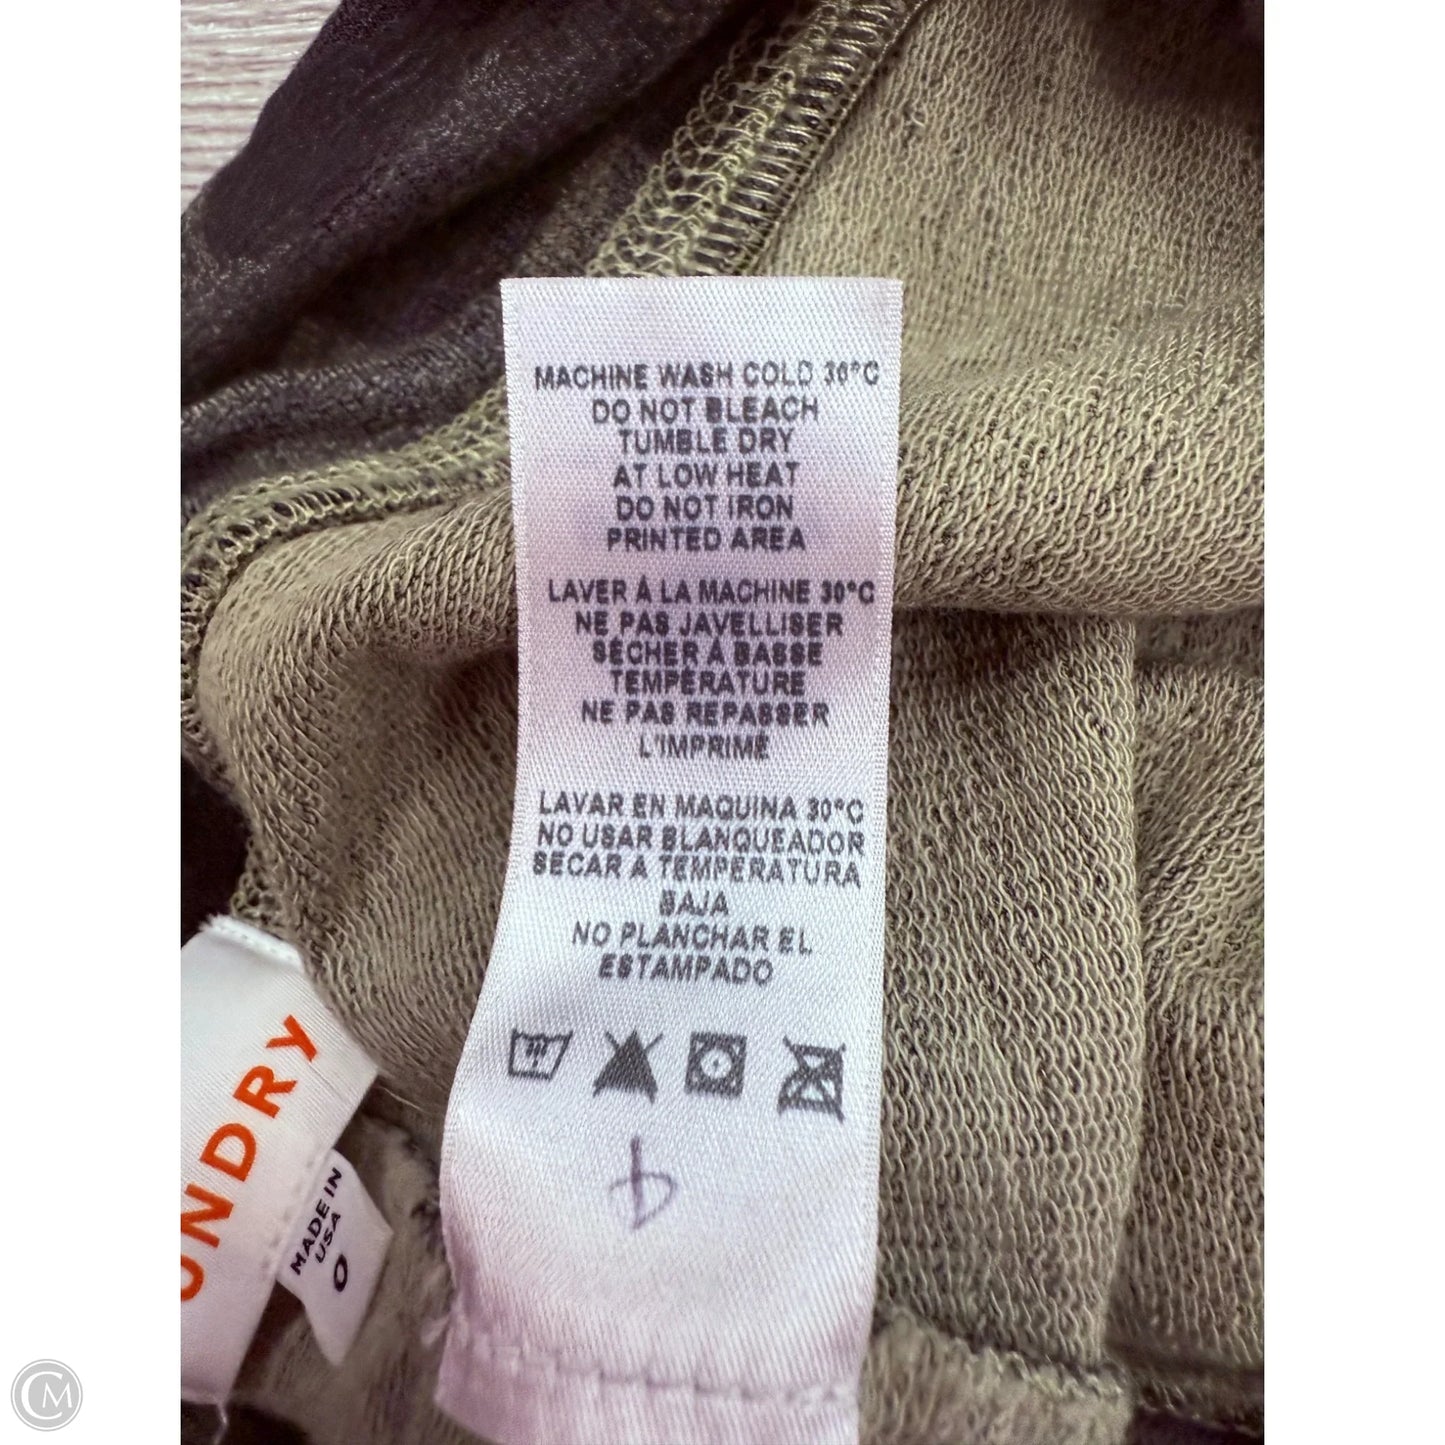 MACHINE WASH COLD 30°C
DO NOT BLEACH
TUMBLE DRY
AT LOW HEAT
DO NOT IRON
PRINTED AREA
LAVER À LA MACHINE 30°C
NE PAS JAVELLISER
SÉCHER À BASSE
TEMPÉRATURE
NE PAS REPASSER
L'IMPRIMÉ
LAVAR EN MAQUINA 30°C
NO USAR BLANQUEADOR
SECAR A TEMPERATURA
BAJA
NO PLANCHAR EL
ESTAMPADO
UNDRY
MADE IN
USA
0
CM